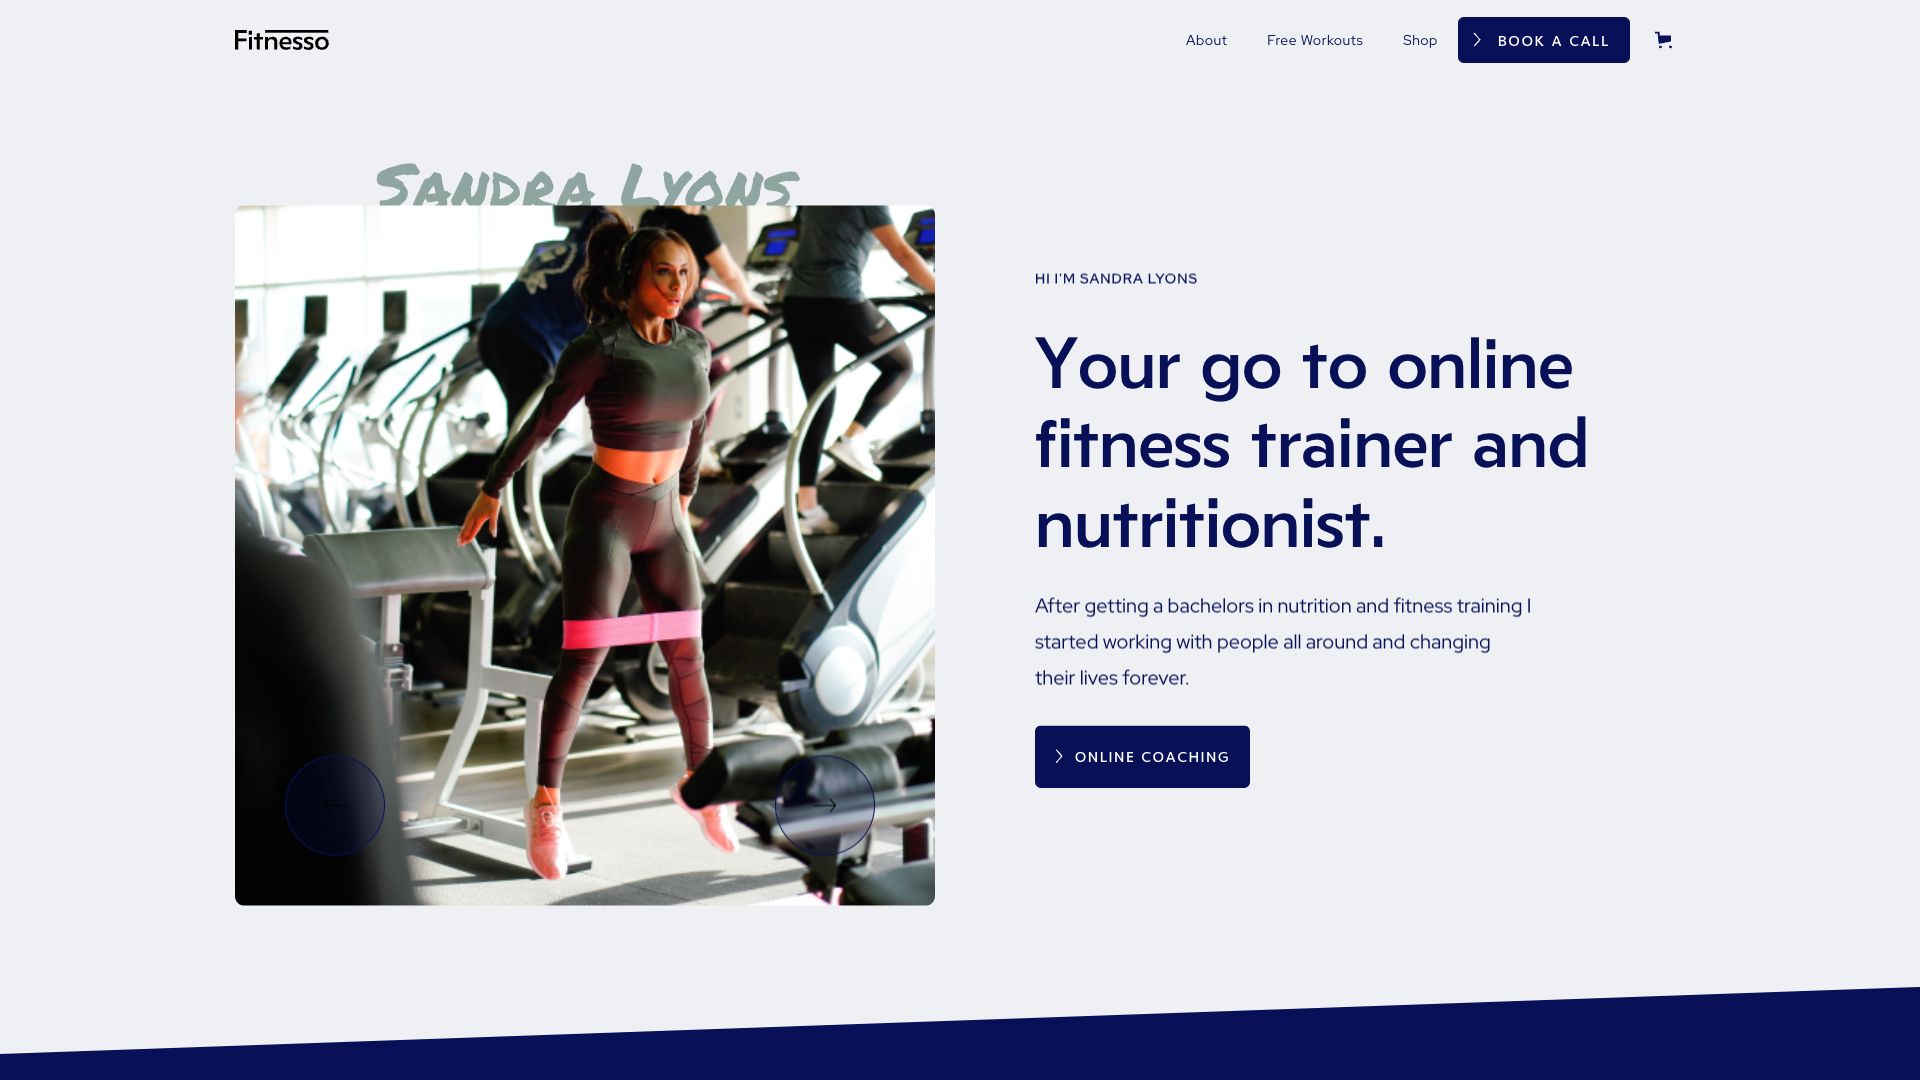 Fitnesso
About
Free Workouts
Shop
BOOK A CALL
Sandra Lyons
HI I'M SANDRA LYONS
Your go to online
fitness trainer and
nutritionist.
After getting a bachelors in nutrition and fitness training I
started working with people all around and changing
their lives forever.
ONLINE COACHING